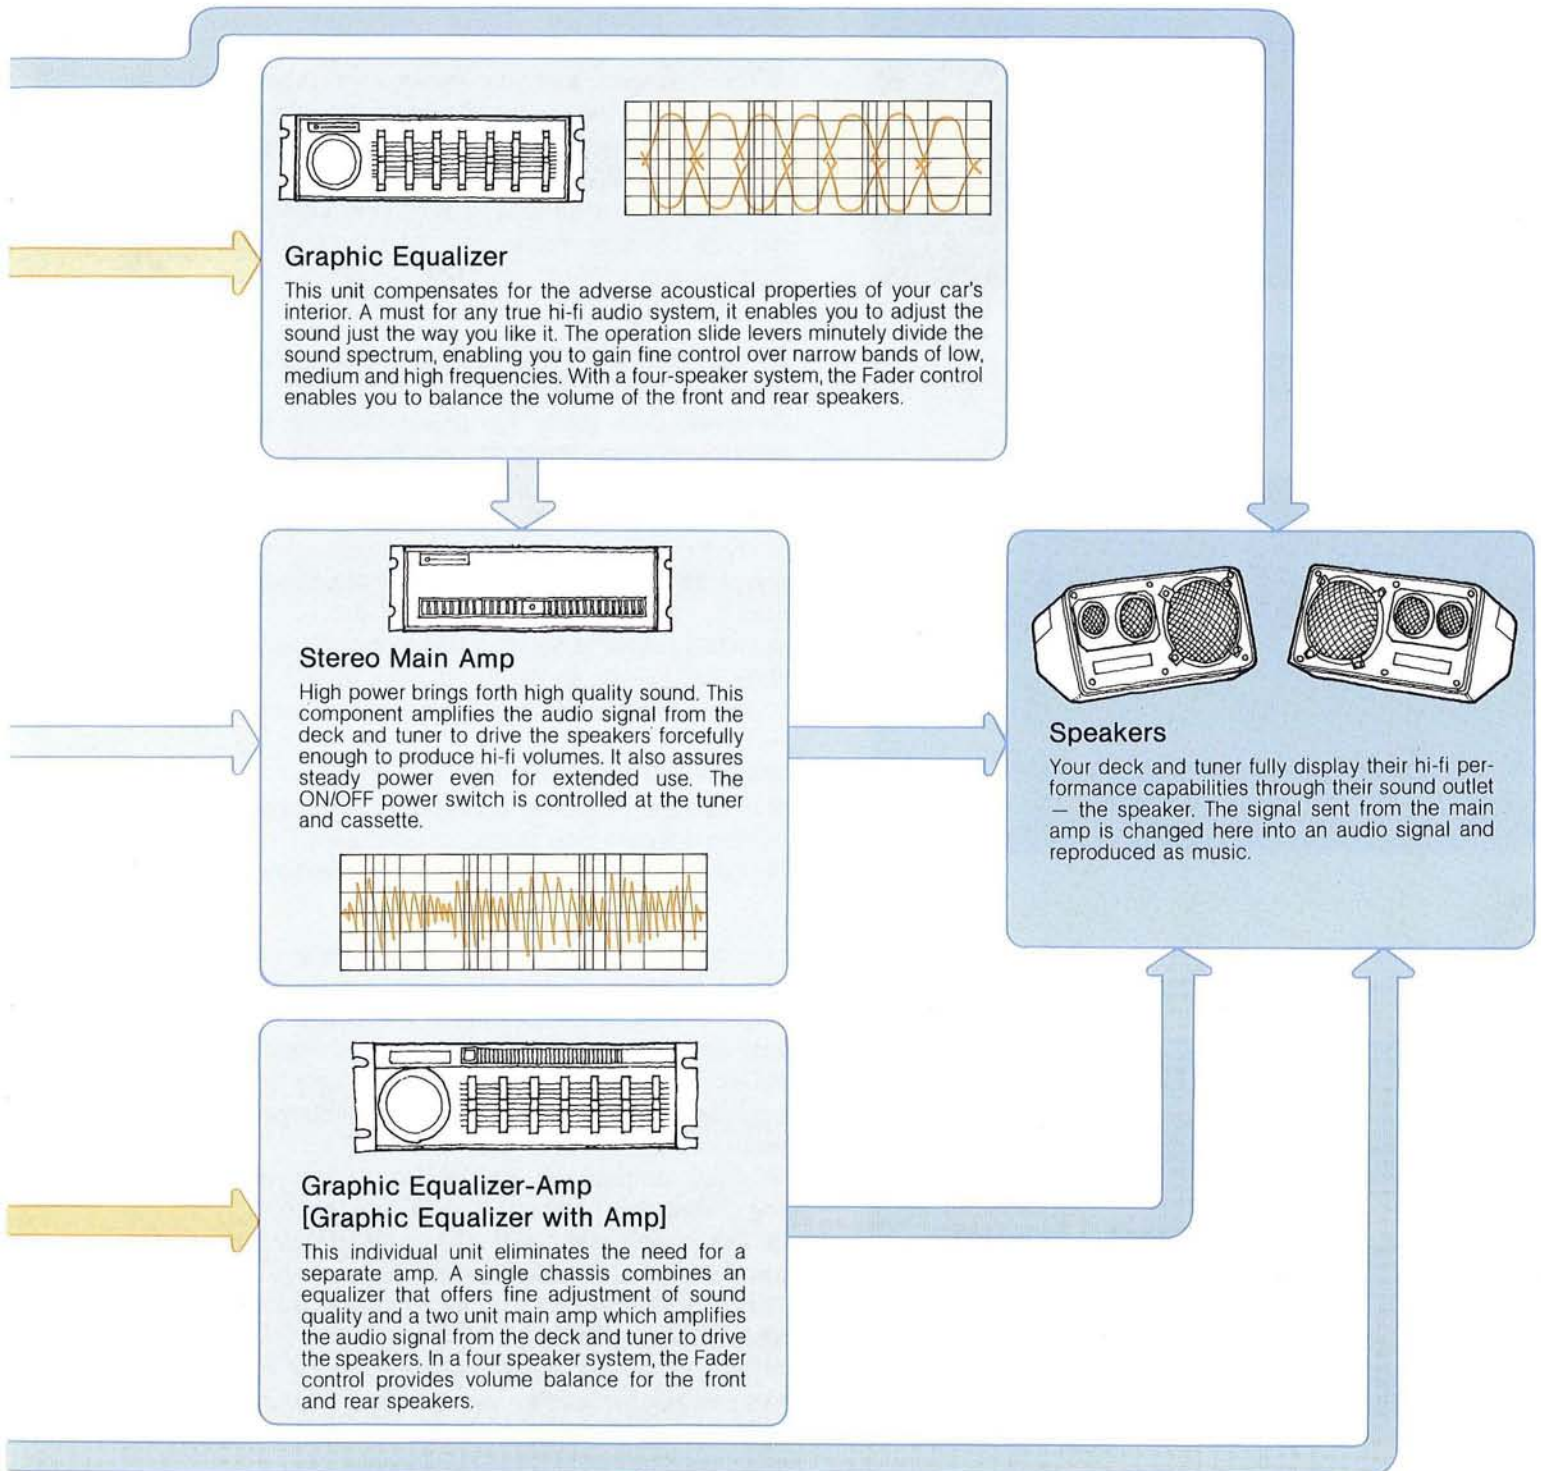 Graphic Equalizer
This unit compensates for the adverse acoustical properties of your car's
interior. A must for any true hi-fi audio system, it enables you to adjust the
sound just the way you like it. The operation slide levers minutely divide the
sound spectrum, enabling you to gain fine control over narrow bands of low,
medium and high frequencies. With a four-speaker system, the Fader control
enables you to balance the volume of the front and rear speakers.
Stereo Main Amp
High power brings forth high quality sound. This
component amplifies the audio signal from the
deck and tuner to drive the speakers forcefully
enough to produce hi-fi volumes. It also assures
steady power even for extended use. The
ON/OFF power switch is controlled at the tuner
and cassette.
Speakers
Your deck and tuner fully display their hi-fi per-
formance capabilities through their sound outlet
— the speaker. The signal sent from the main
amp is changed here into an audio signal and
reproduced as music.
Graphic Equalizer-Amp
[Graphic Equalizer with Amp]
This individual unit eliminates the need for a
separate amp. A single chassis combines an
equalizer that offers fine adjustment of sound
quality and a two unit main amp which amplifies
the audio signal from the deck and tuner to drive
the speakers. In a four speaker system, the Fader
control provides volume balance for the front
and rear speakers.